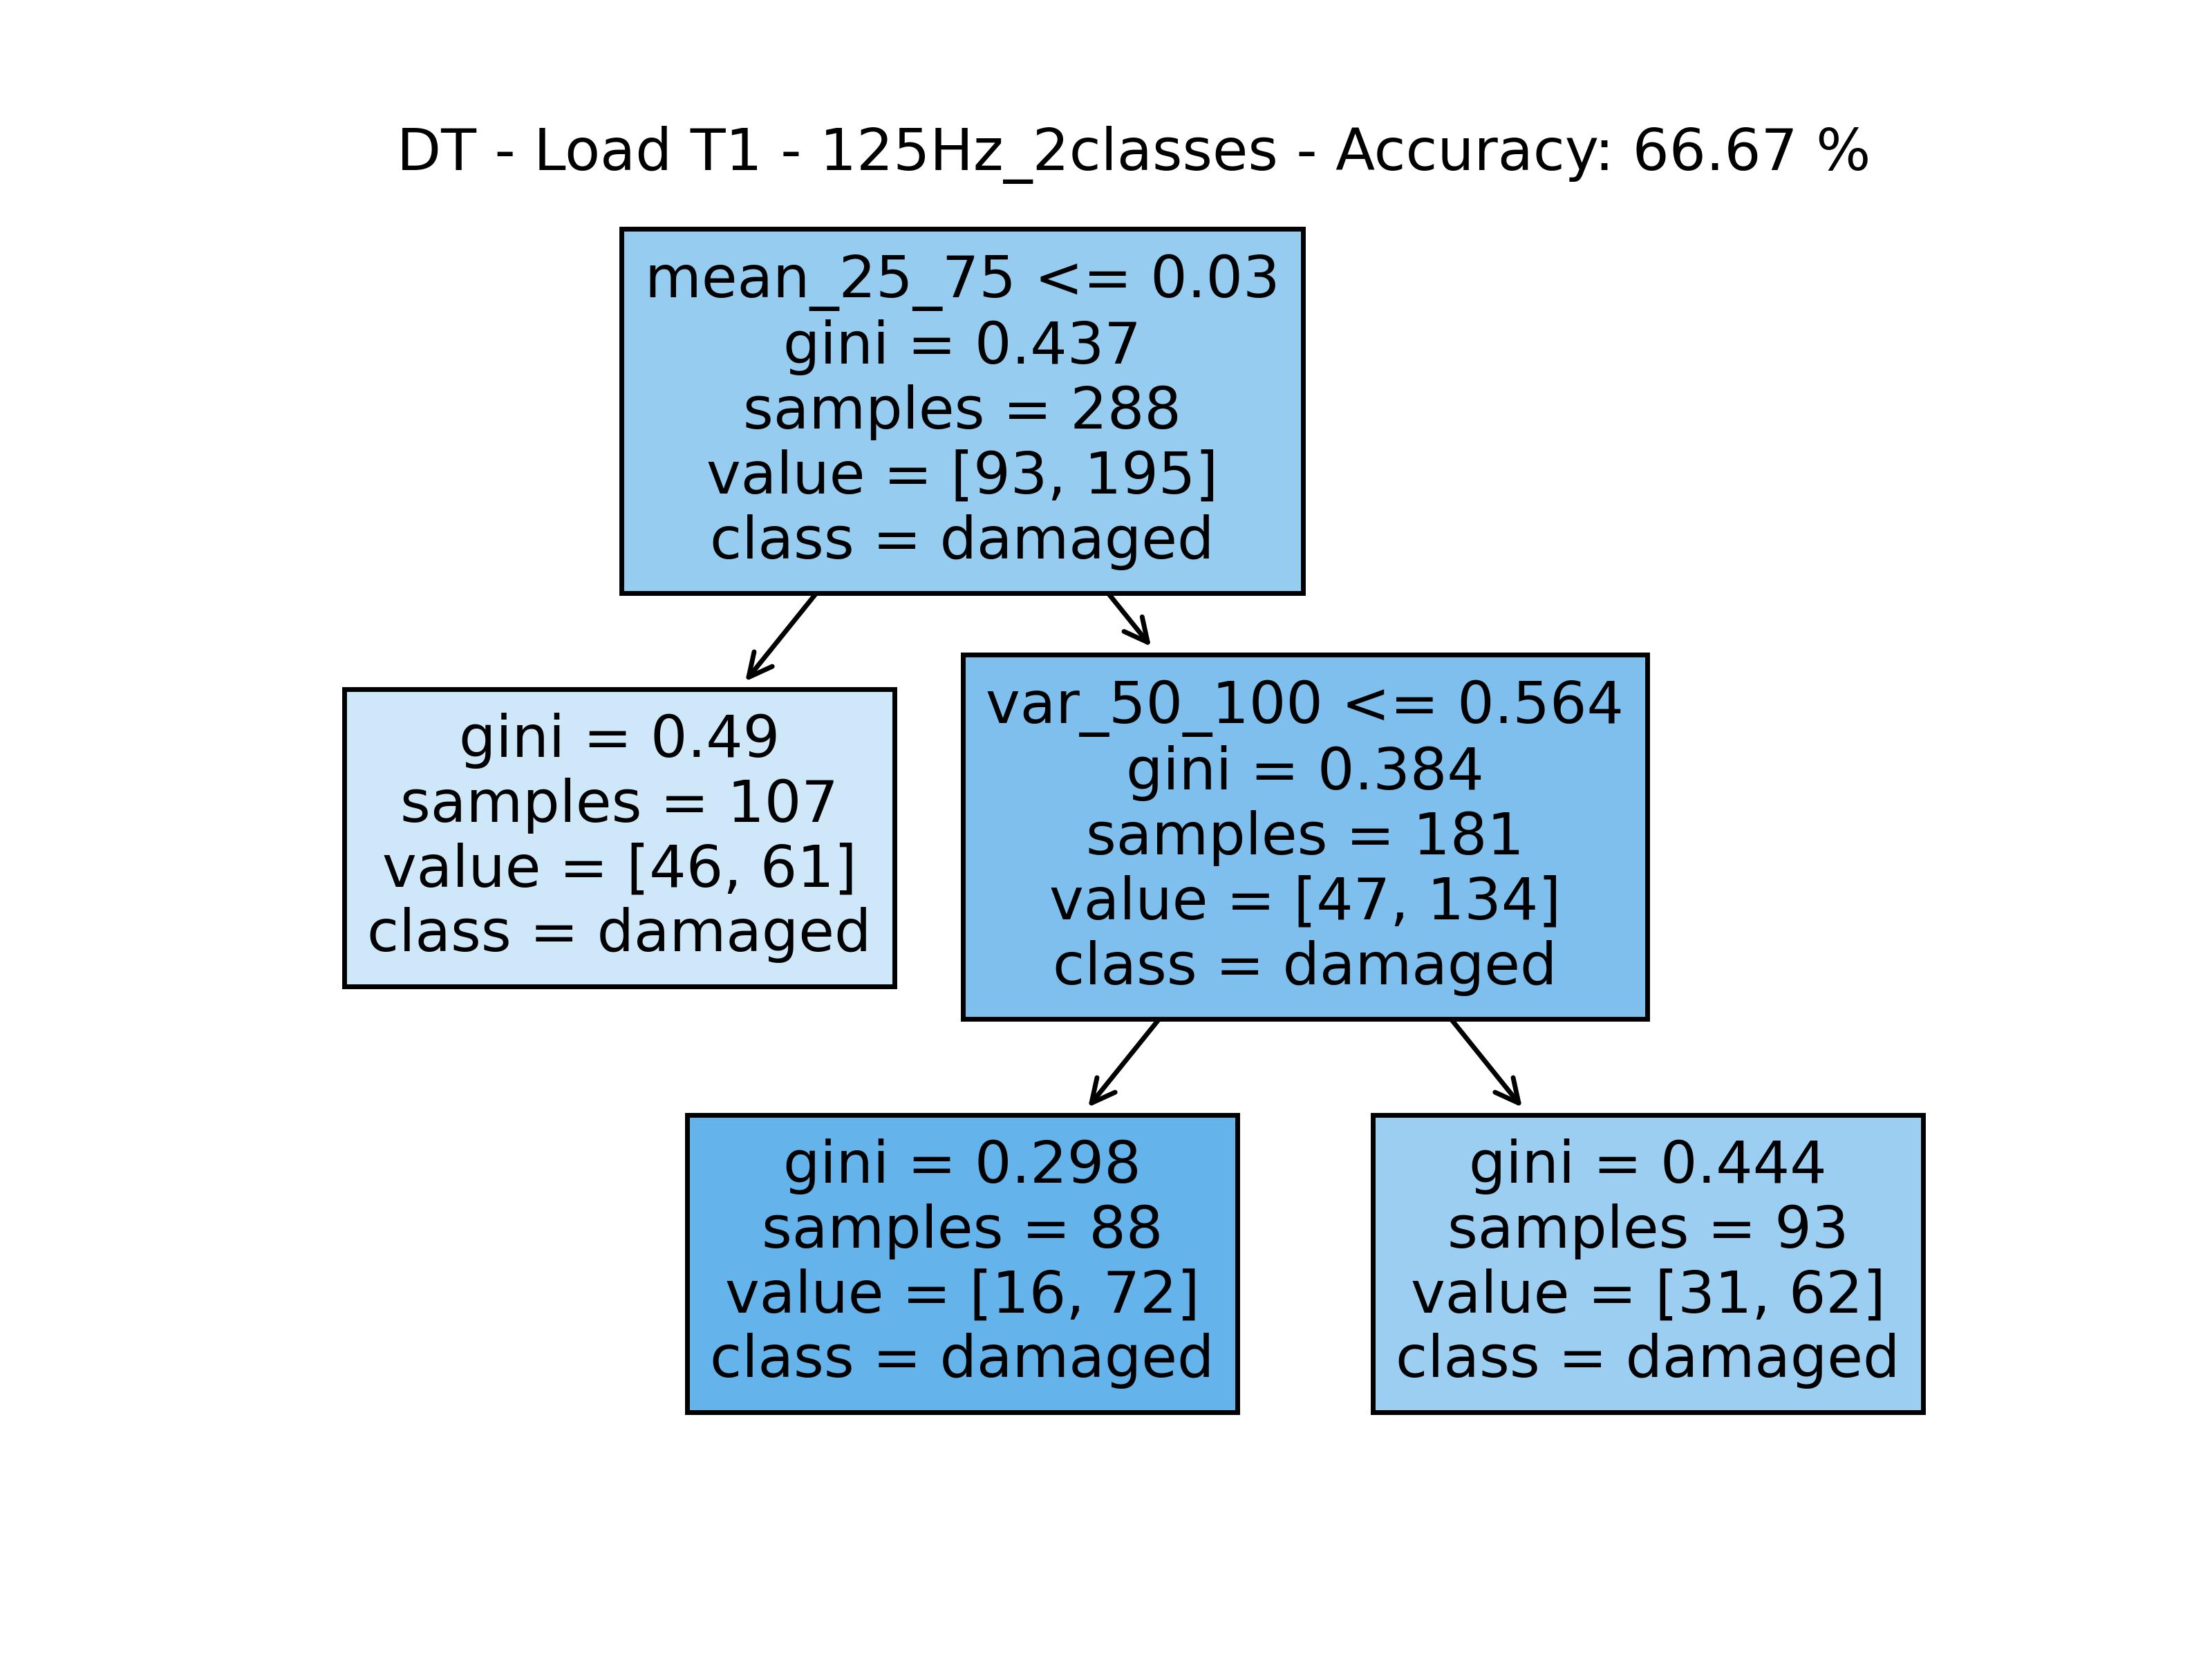 DT - Load T1 - 125Hz_2classes - Accuracy: 66.67 %
mean_25_75 <= 0.03
gini = 0.437
samples = 288
value = [93, 195]
class = damaged
gini = 0.49
samples = 107
value = [46, 61]
class = damaged
var_50_100 <= 0.564
gini = 0.384
samples = 181
value = [47, 134]
class = damaged
gini = 0.298
samples = 88
value = [16, 72]
class = damaged
gini = 0.444
samples = 93
value = [31, 62]
class = damaged